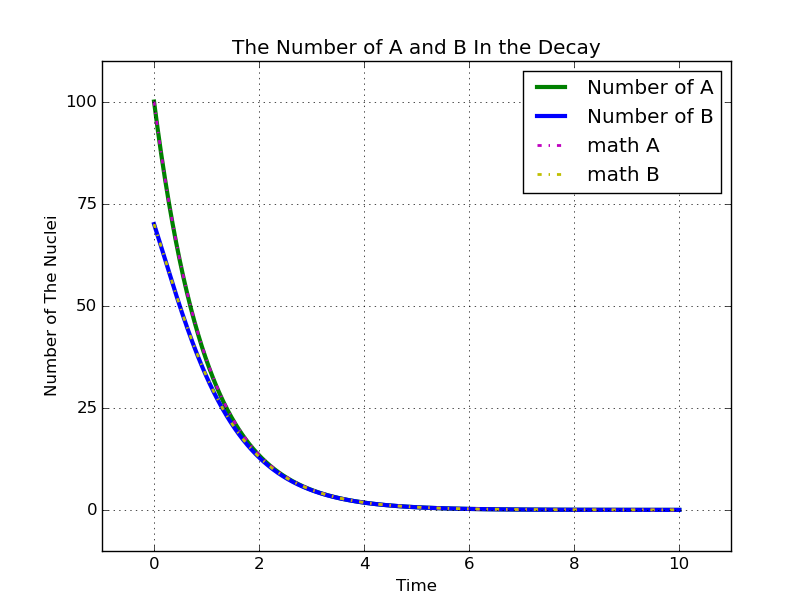 The Number of A and B In the Decay
Number of A
Number of B
math A
math B
100
75
50
25
0
Number of The Nuclei
0 2 4 6 8 10
Time